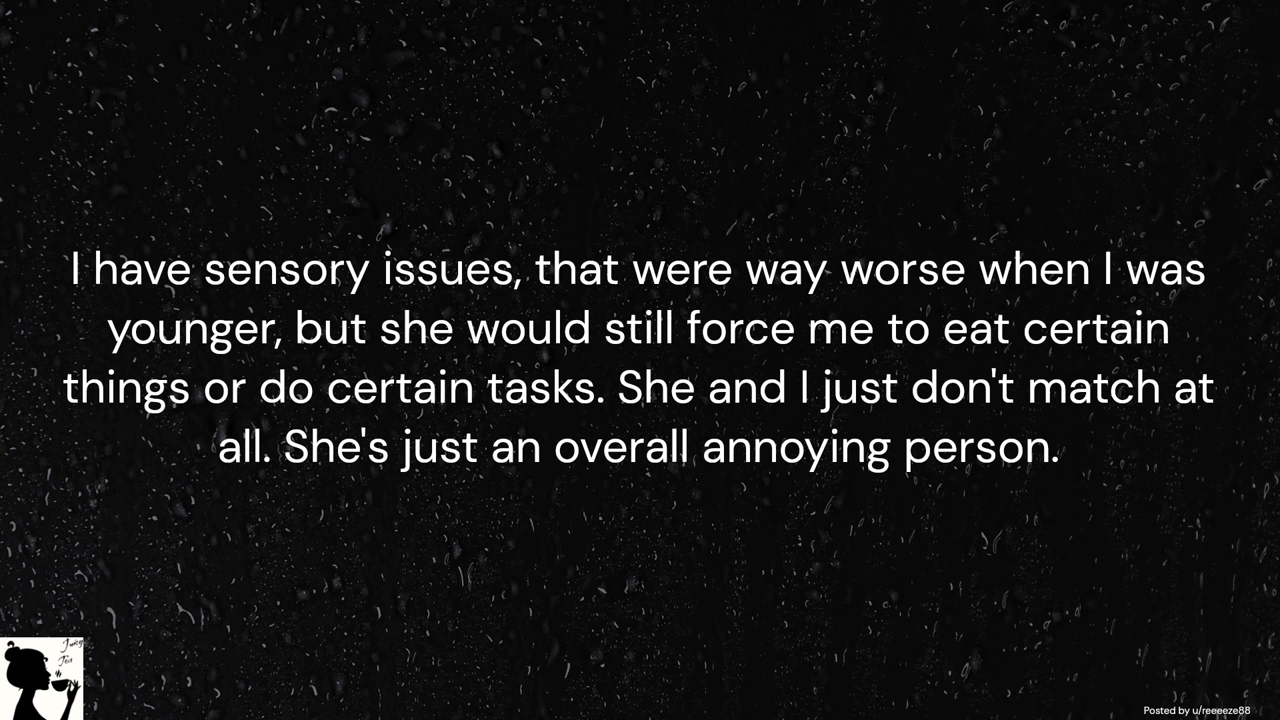 I have sensory issues, that were way worse when I was
younger, but she would still force me to eat certain
things or do certain tasks. She and I just don't match at
all. She's just an overall annoying person.
Juicy
Tea
Posted by u/reeeeze88